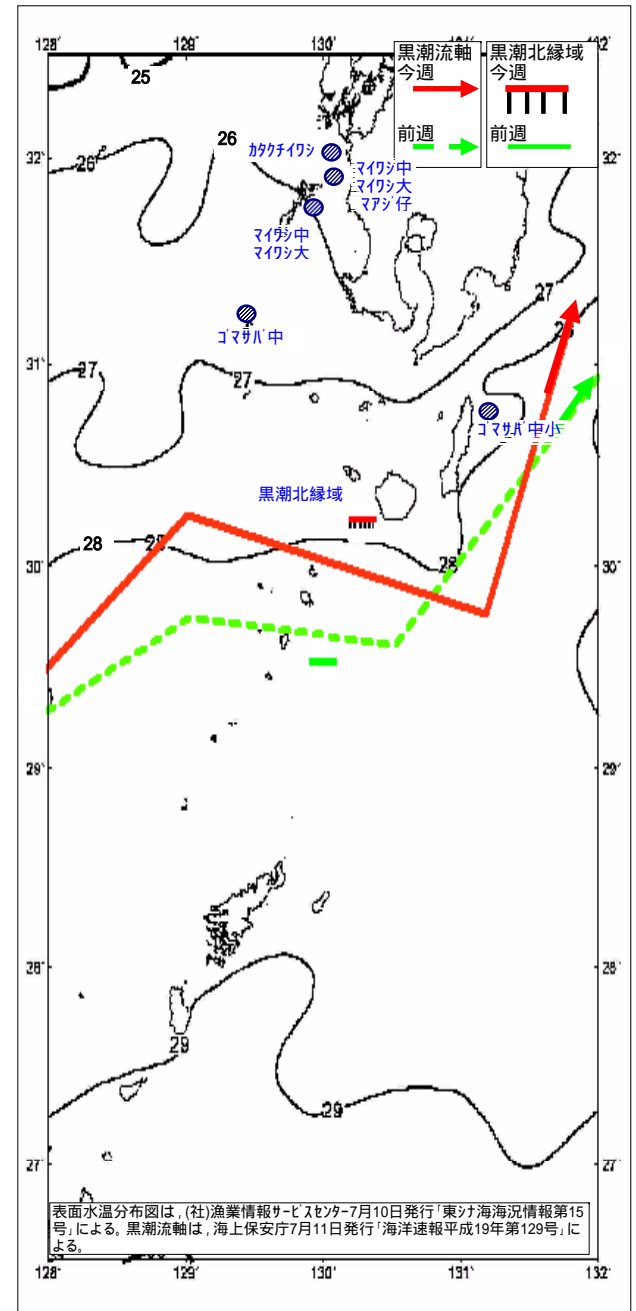 128ﾟ
129ﾟ
130ﾟ
132ﾟ
黒潮流軸
今週
前週
黒潮北縁域
今週
前週
25
26
26
32ﾟ
32ﾟ
ｶﾀｸﾁｲﾜｼ
ﾏｲﾜｼ中
ﾏｲﾜｼ大
ﾏｱｼﾞ仔
ﾏｲﾜｼ中
ﾏｲﾜｼ大
27
ｺﾞﾏｻﾊﾞ中
31ﾟ
31ﾟ
27
27
ｺﾞﾏｻﾊﾞ中小
黒潮北縁域
30ﾟ
28
28
30ﾟ
29ﾟ
29ﾟ
28ﾟ
28ﾟ
29
29
27ﾟ
27ﾟ
表面水温分布図は，(社)漁業情報ｻｰﾋﾞｽｾﾝﾀｰ7月10日発行｢東ｼﾅ海海況情報第15
号｣による。黒潮流軸は，海上保安庁7月11日発行｢海洋速報平成19年第129号｣に
よる。
128ﾟ
129ﾟ
130ﾟ
131ﾟ
132ﾟ